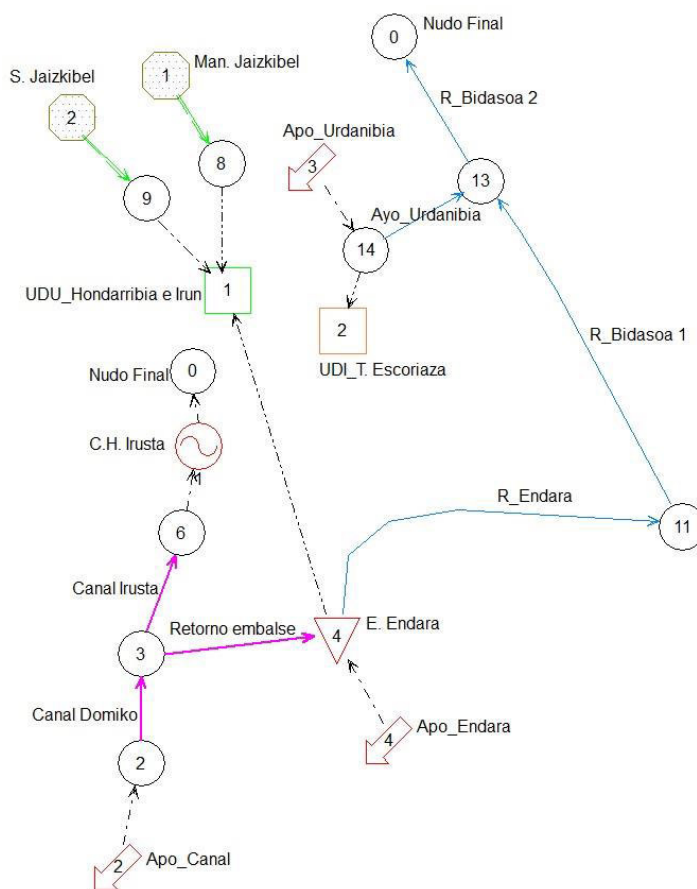 0
Nudo Final
S. Jaizkibel
Man. Jaizkibel
1
2
R_Bidasoa 2
Apo_Urdanibia
3
8
13
9
Ayo_Urdanibia
14
UDU_Hondarribia e Irun
1
2
UDI_T. Escoriaza
R_Bidasoa 1
Nudo Final
0
C.H. Irusta
1
R_Endara
6
11
Canal Irusta
Retorno embalse
4
E. Endara
3
Canal Domiko
4
Apo_Endara
2
2
Apo_Canal